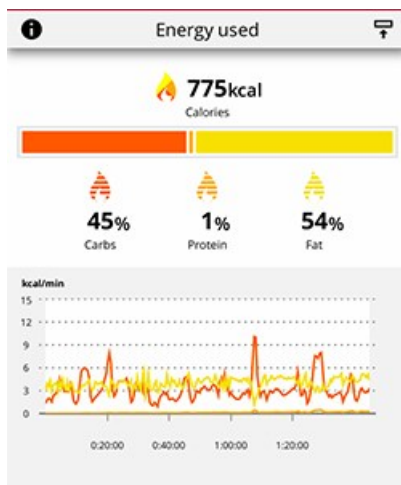 Energy used
775kcal
Calories
45% 1% 54%
Carbs Protein Fat
kcal/min
15
12
9
6
3
0
0:20:00 0:40:00 1:00:00 1:20:00